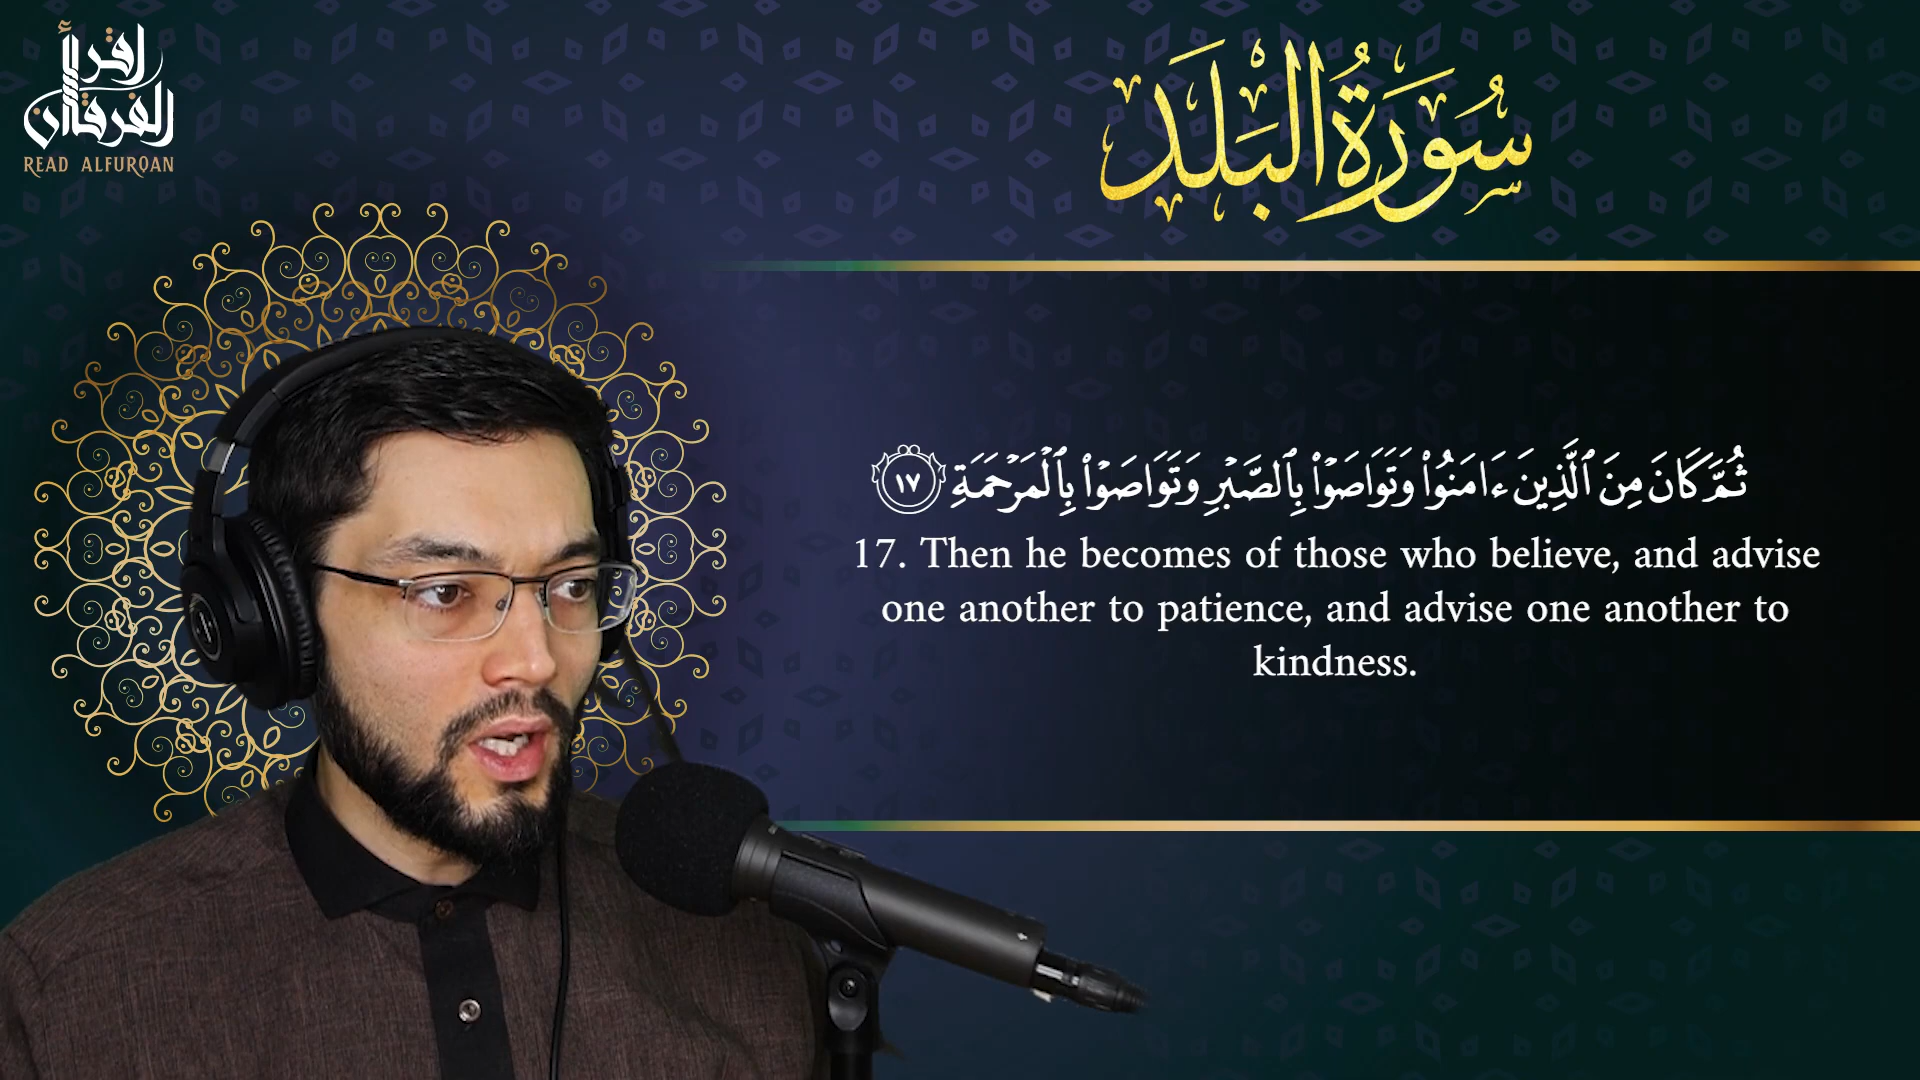 اقرأ
الفرقان
READ ALFURQAN
سُورَةُ البَلَدِ
ثُمَّ كَانَ مِنَ ٱلَّذِينَ ءَامَنُوا۟ وَتَوَاصَوْا۟ بِٱلصَّبْرِ وَتَوَاصَوْا۟ بِٱلْمَرْحَمَةِ ١٧
17. Then he becomes of those who believe, and advise
one another to patience, and advise one another to
kindness.